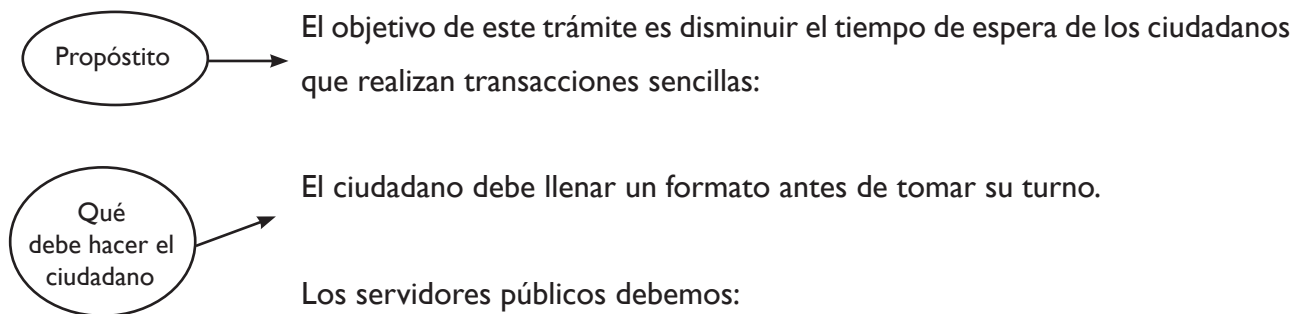 Propóstito
El objetivo de este trámite es disminuir el tiempo de espera de los ciudadanos
que realizan transacciones sencillas:
Qué
debe hacer el
ciudadano
El ciudadano debe llenar un formato antes de tomar su turno.
Los servidores públicos debemos: